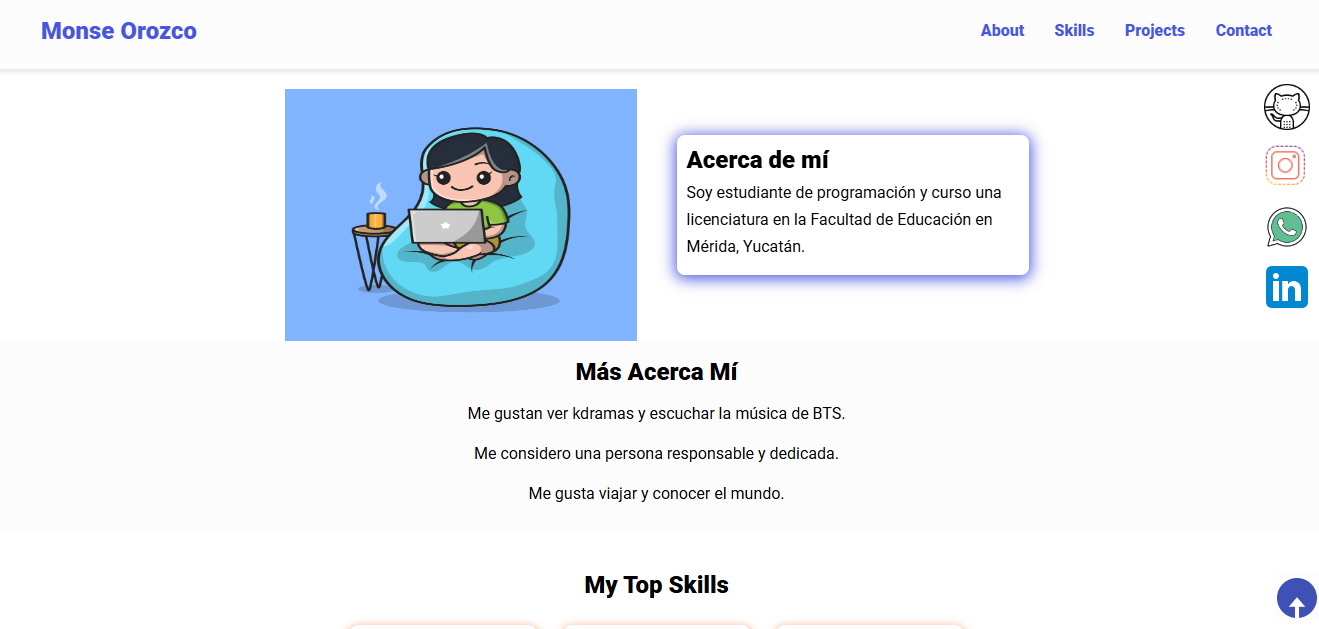 Monse Orozco
About Skills Projects Contact
Acerca de mí
Soy estudiante de programación y curso una
licenciatura en la Facultad de Educación en
Mérida, Yucatán.
in
Más Acerca Mí
Me gustan ver kdramas y escuchar la música de BTS.
Me considero una persona responsable y dedicada.
Me gusta viajar y conocer el mundo.
My Top Skills